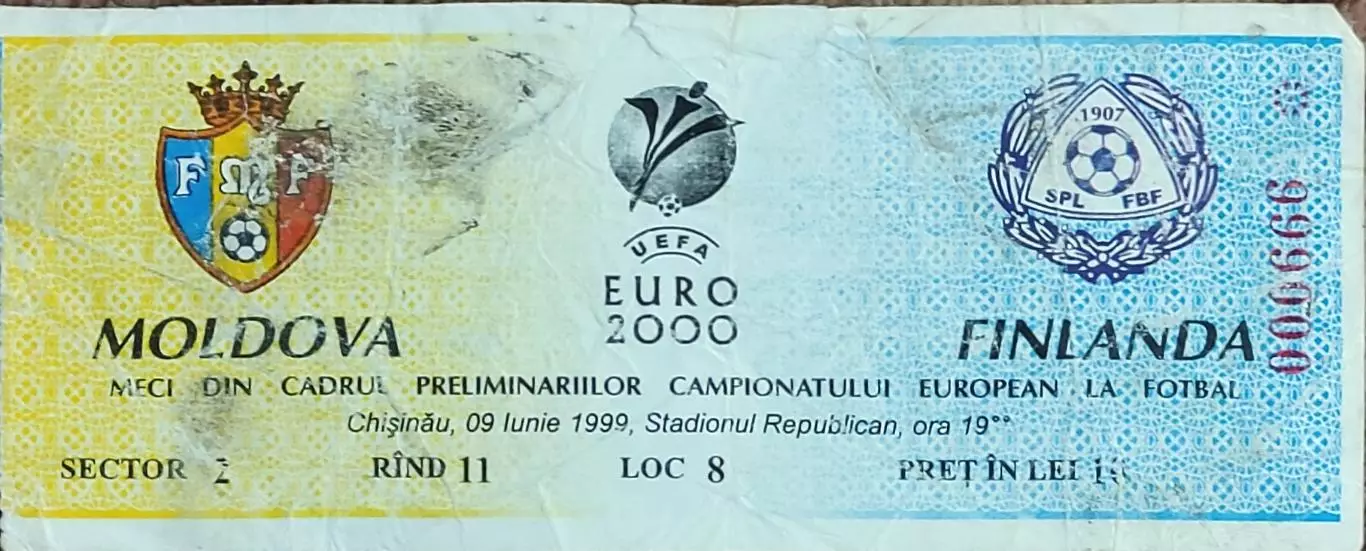 FMF
1907
SPL FBF
UEFA
EURO
2000
MOLDOVA
FINLANDA
MECI DIN CADRUL PRELIMINARIILOR CAMPIONATULUI EUROPEAN LA FOTBAL
Chișinău, 09 Iunie 1999, Stadionul Republican, ora 19°°
SECTOR 2 RÎND 11 LOC 8 PREȚ ÎN LEI